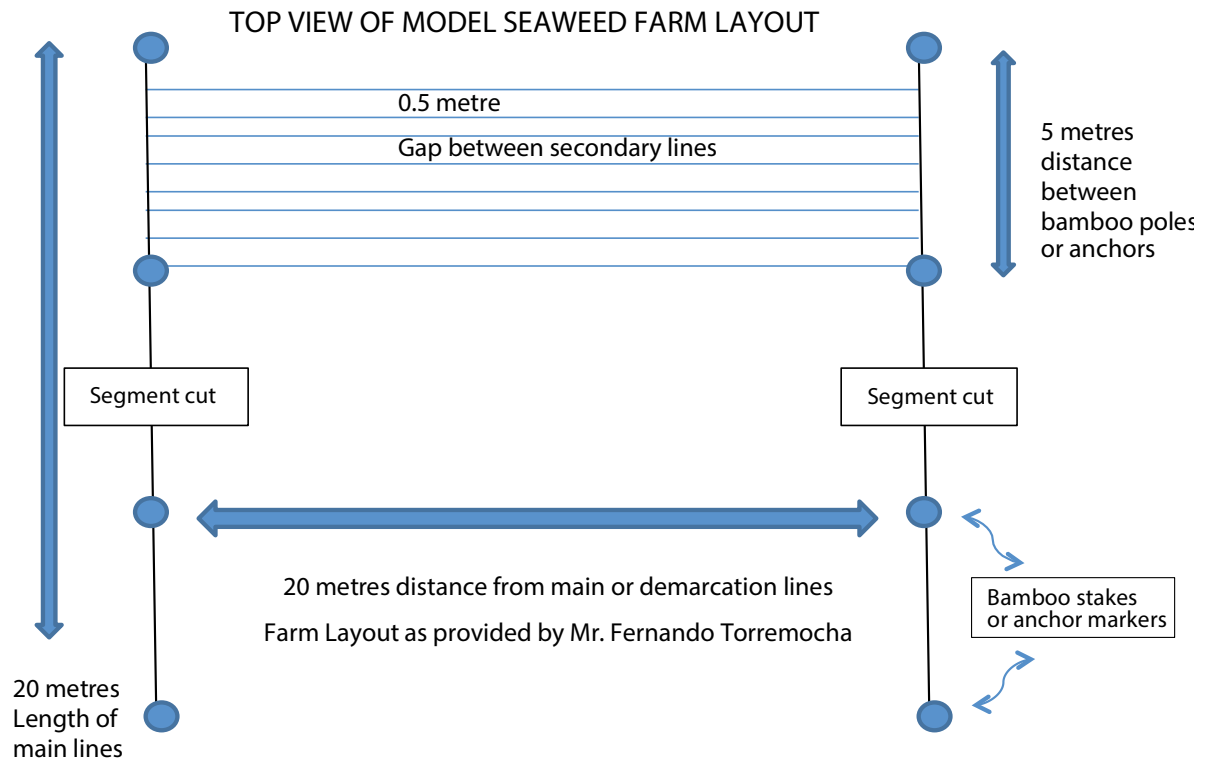 TOP VIEW OF MODEL SEAWEED FARM LAYOUT
0.5 metre
Gap between secondary lines
5 metres
distance
between
bamboo poles
or anchors
Segment cut
Segment cut
20 metres distance from main or demarcation lines
Farm Layout as provided by Mr. Fernando Torremocha
Bamboo stakes
or anchor markers
20 metres
Length of
main lines